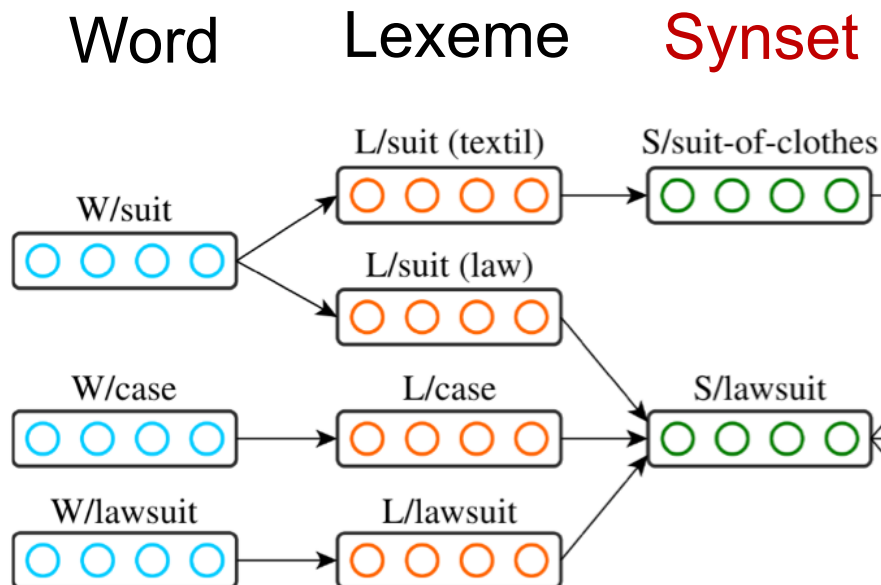 Word Lexeme Synset
L/suit (textil) S/suit-of-clothes
W/suit
L/suit (law)
W/case L/case S/lawsuit
W/lawsuit L/lawsuit